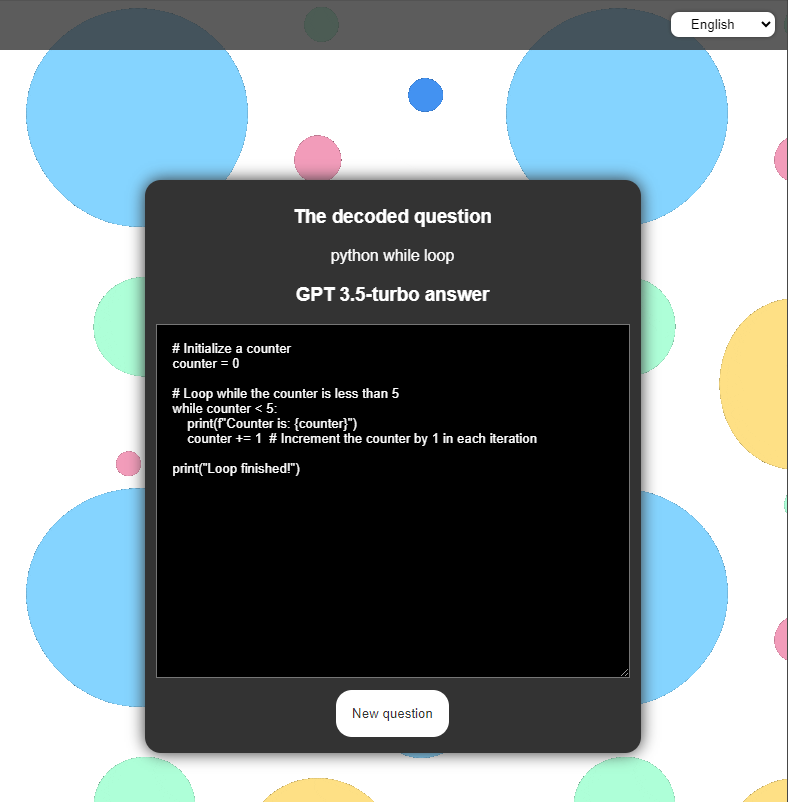 English
The decoded question
python while loop
GPT 3.5-turbo answer
# Initialize a counter
counter = 0
# Loop while the counter is less than 5
while counter < 5:
    print(f"Counter is: {counter}")
    counter += 1  # Increment the counter by 1 in each iteration
print("Loop finished!")
New question